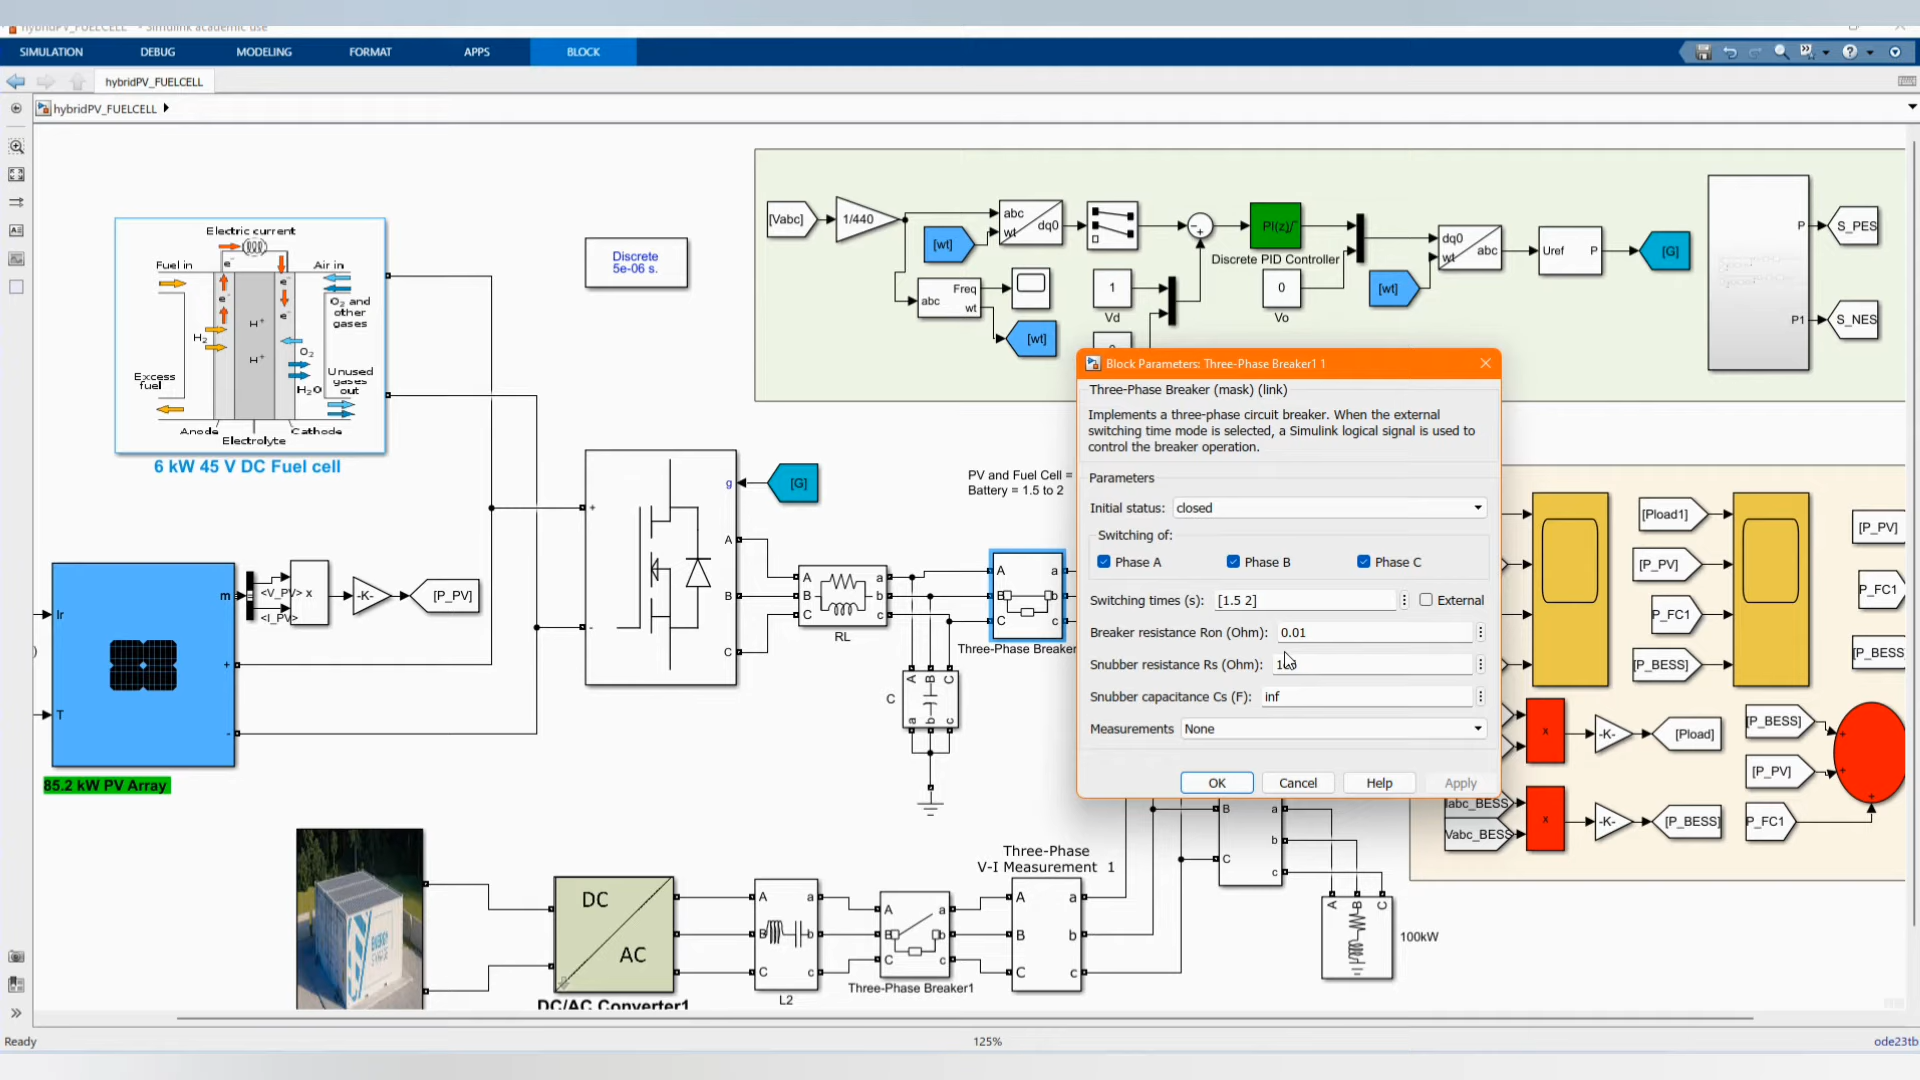 hybridPV_FUELCELL - Simulink academic use
SIMULATION
DEBUG
MODELING
FORMAT
APPS
BLOCK
hybridPV_FUELCELL
hybridPV_FUELCELL
Electric current
Fuel in
Air in
e-
e-
e-
e-
O2 and
other
gases
H+
H+
H2
O2
H2O
Excess
fuel
Unused
gases
out
Anode
Cathode
Electrolyte
6 kW 45 V DC Fuel cell
Discrete
5e-06 s.
[Vabc]
1/440
abc
wt
dq0
[wt]
Freq
abc
wt
[wt]
1
Vd
PI(z)
Discrete PID Controller
0
Vo
dq0
wt
abc
[wt]
Uref
P
[G]
P
P1
S_PES
S_NES
Block Parameters: Three-Phase Breaker1 1
Three-Phase Breaker (mask) (link)
Implements a three-phase circuit breaker. When the external
switching time mode is selected, a Simulink logical signal is used to
control the breaker operation.
Parameters
Initial status:
closed
Switching of:
Phase A
Phase B
Phase C
Switching times (s):
[1.5 2]
External
Breaker resistance Ron (Ohm):
0.01
Snubber resistance Rs (Ohm):
Snubber capacitance Cs (F):
inf
Measurements
None
OK
Cancel
Help
Apply
PV and Fuel Cell =
Battery = 1.5 to 2
g
[G]
+
-
A
B
C
A
B
C
a
b
c
RL
A
B
C
a
b
c
Three-Phase Breaker
C
A
B
C
a
b
c
Ir
T
m
+
-
<V_PV>
<I_PV>
x
-K-
[P_PV]
85.2 kW PV Array
[Pload1]
[P_PV]
P_FC1
[P_BESS]
[P_PV]
P_FC1
[P_BESS
x
-K-
[Pload]
Iabc_BESS
Vabc_BESS
x
-K-
[P_BESS]
[P_BESS]
[P_PV]
P_FC1
DC
AC
DC/AC Converter1
A
B
C
a
b
c
L2
A
B
C
a
b
c
Three-Phase Breaker1
Three-Phase
V-I Measurement 1
A
B
C
a
b
c
B
C
a
b
c
A
B
C
100kW
Ready
125%
ode23tb